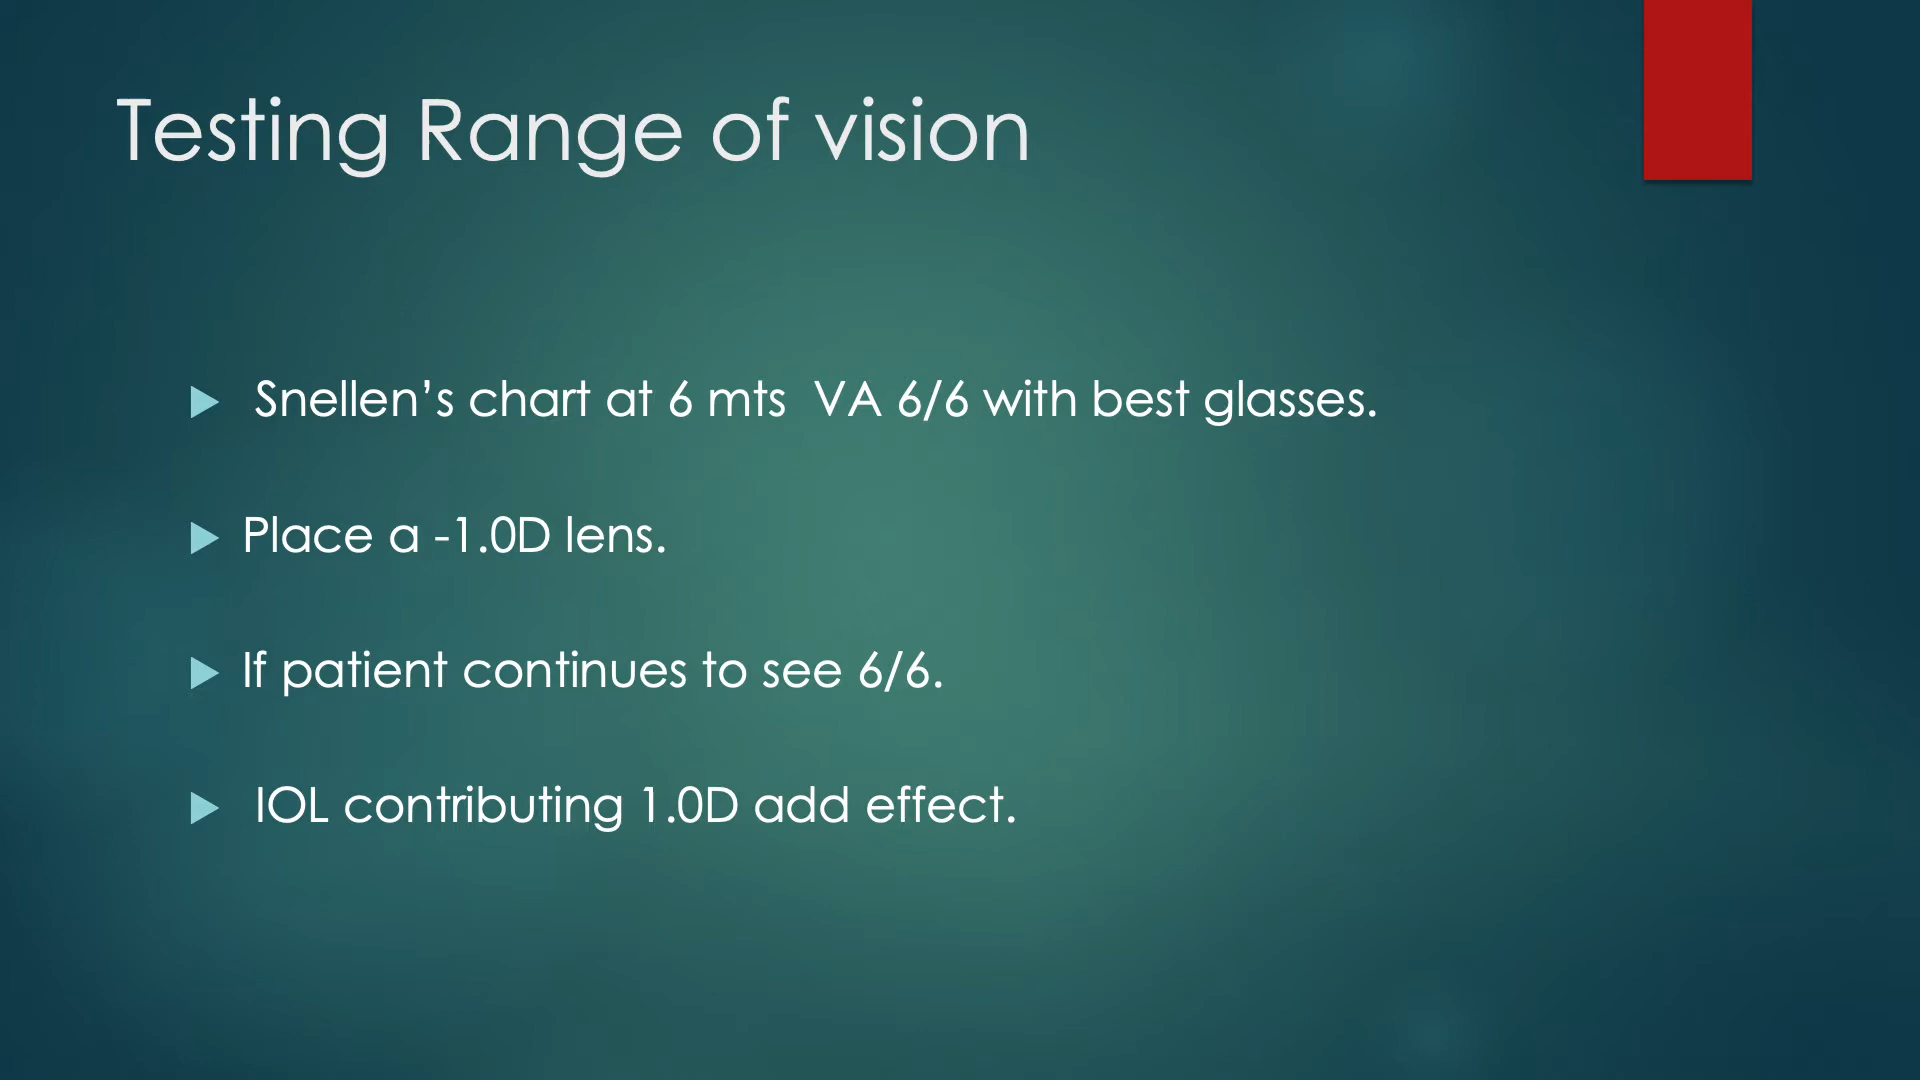 Testing Range of vision
Snellen’s chart at 6 mts  VA 6/6 with best glasses.
Place a -1.0D lens.
If patient continues to see 6/6.
IOL contributing 1.0D add effect.